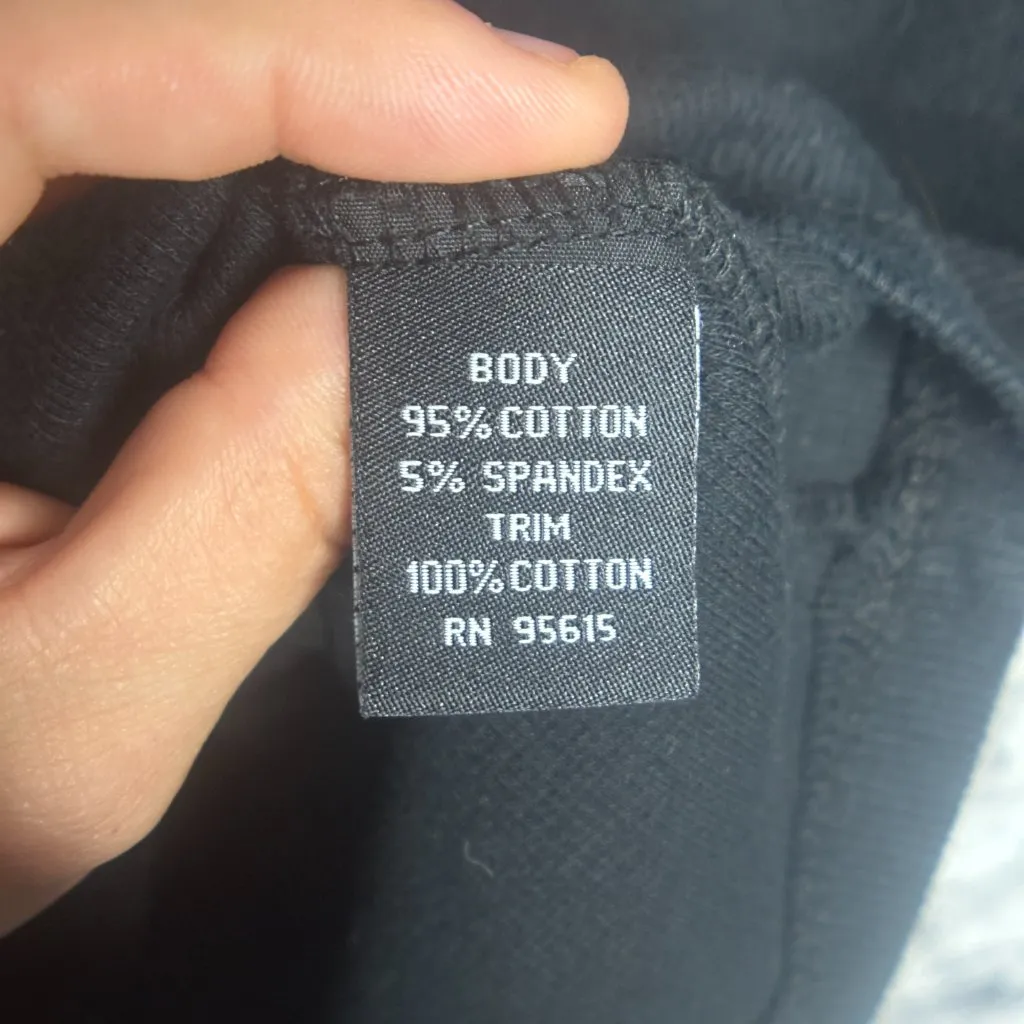 BODY
95% COTTON
5% SPANDEX
TRIM
100% COTTON
RN 95615